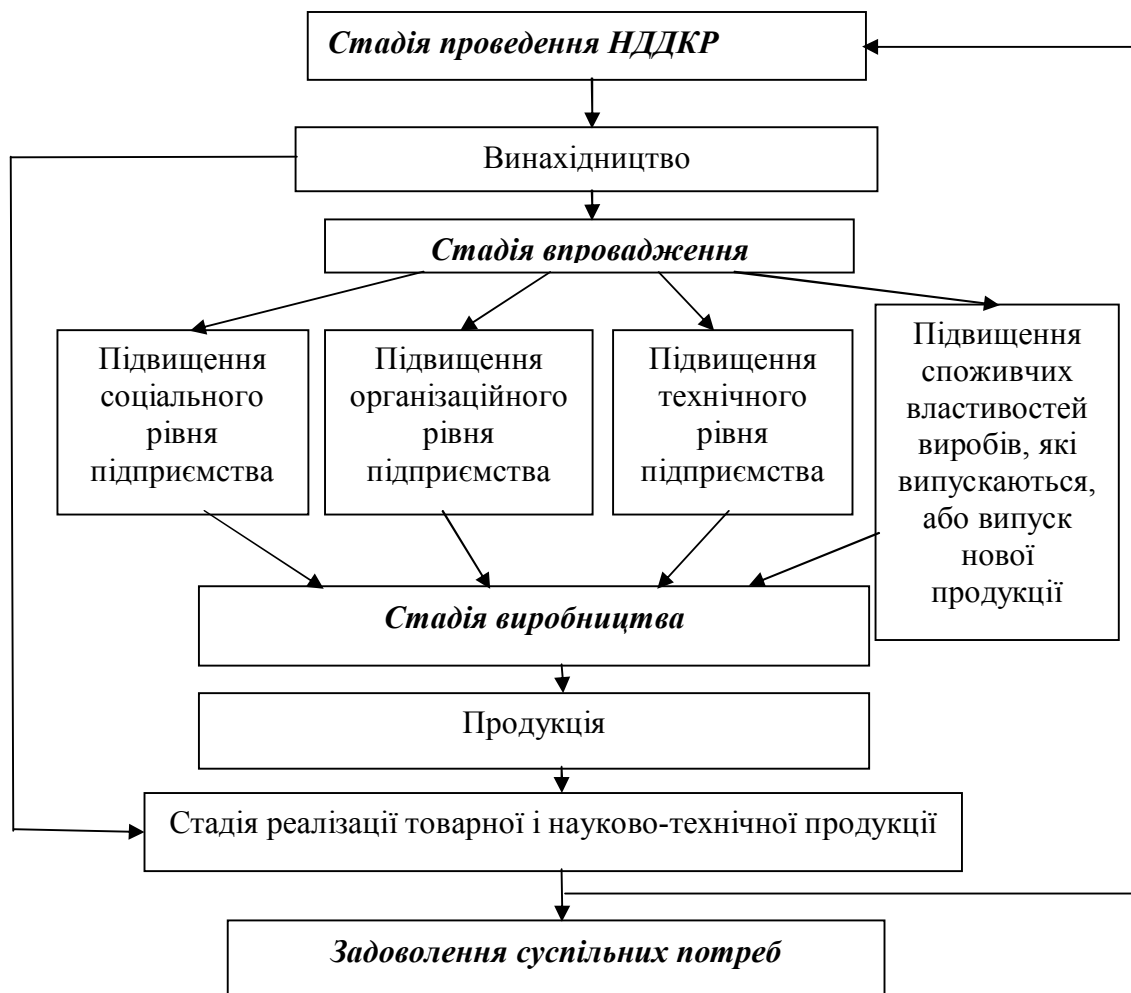 Стадія проведення НДДКР
Винахідництво
Стадія впровадження
Підвищення
соціального
рівня
підприємства
Підвищення
організаційного
рівня
підприємства
Підвищення
технічного
рівня
підприємства
Підвищення
споживчих
властивостей
виробів, які
випускаються,
або випуск
нової
продукції
Стадія виробництва
Продукція
Стадія реалізації товарної і науково-технічної продукції
Задоволення суспільних потреб